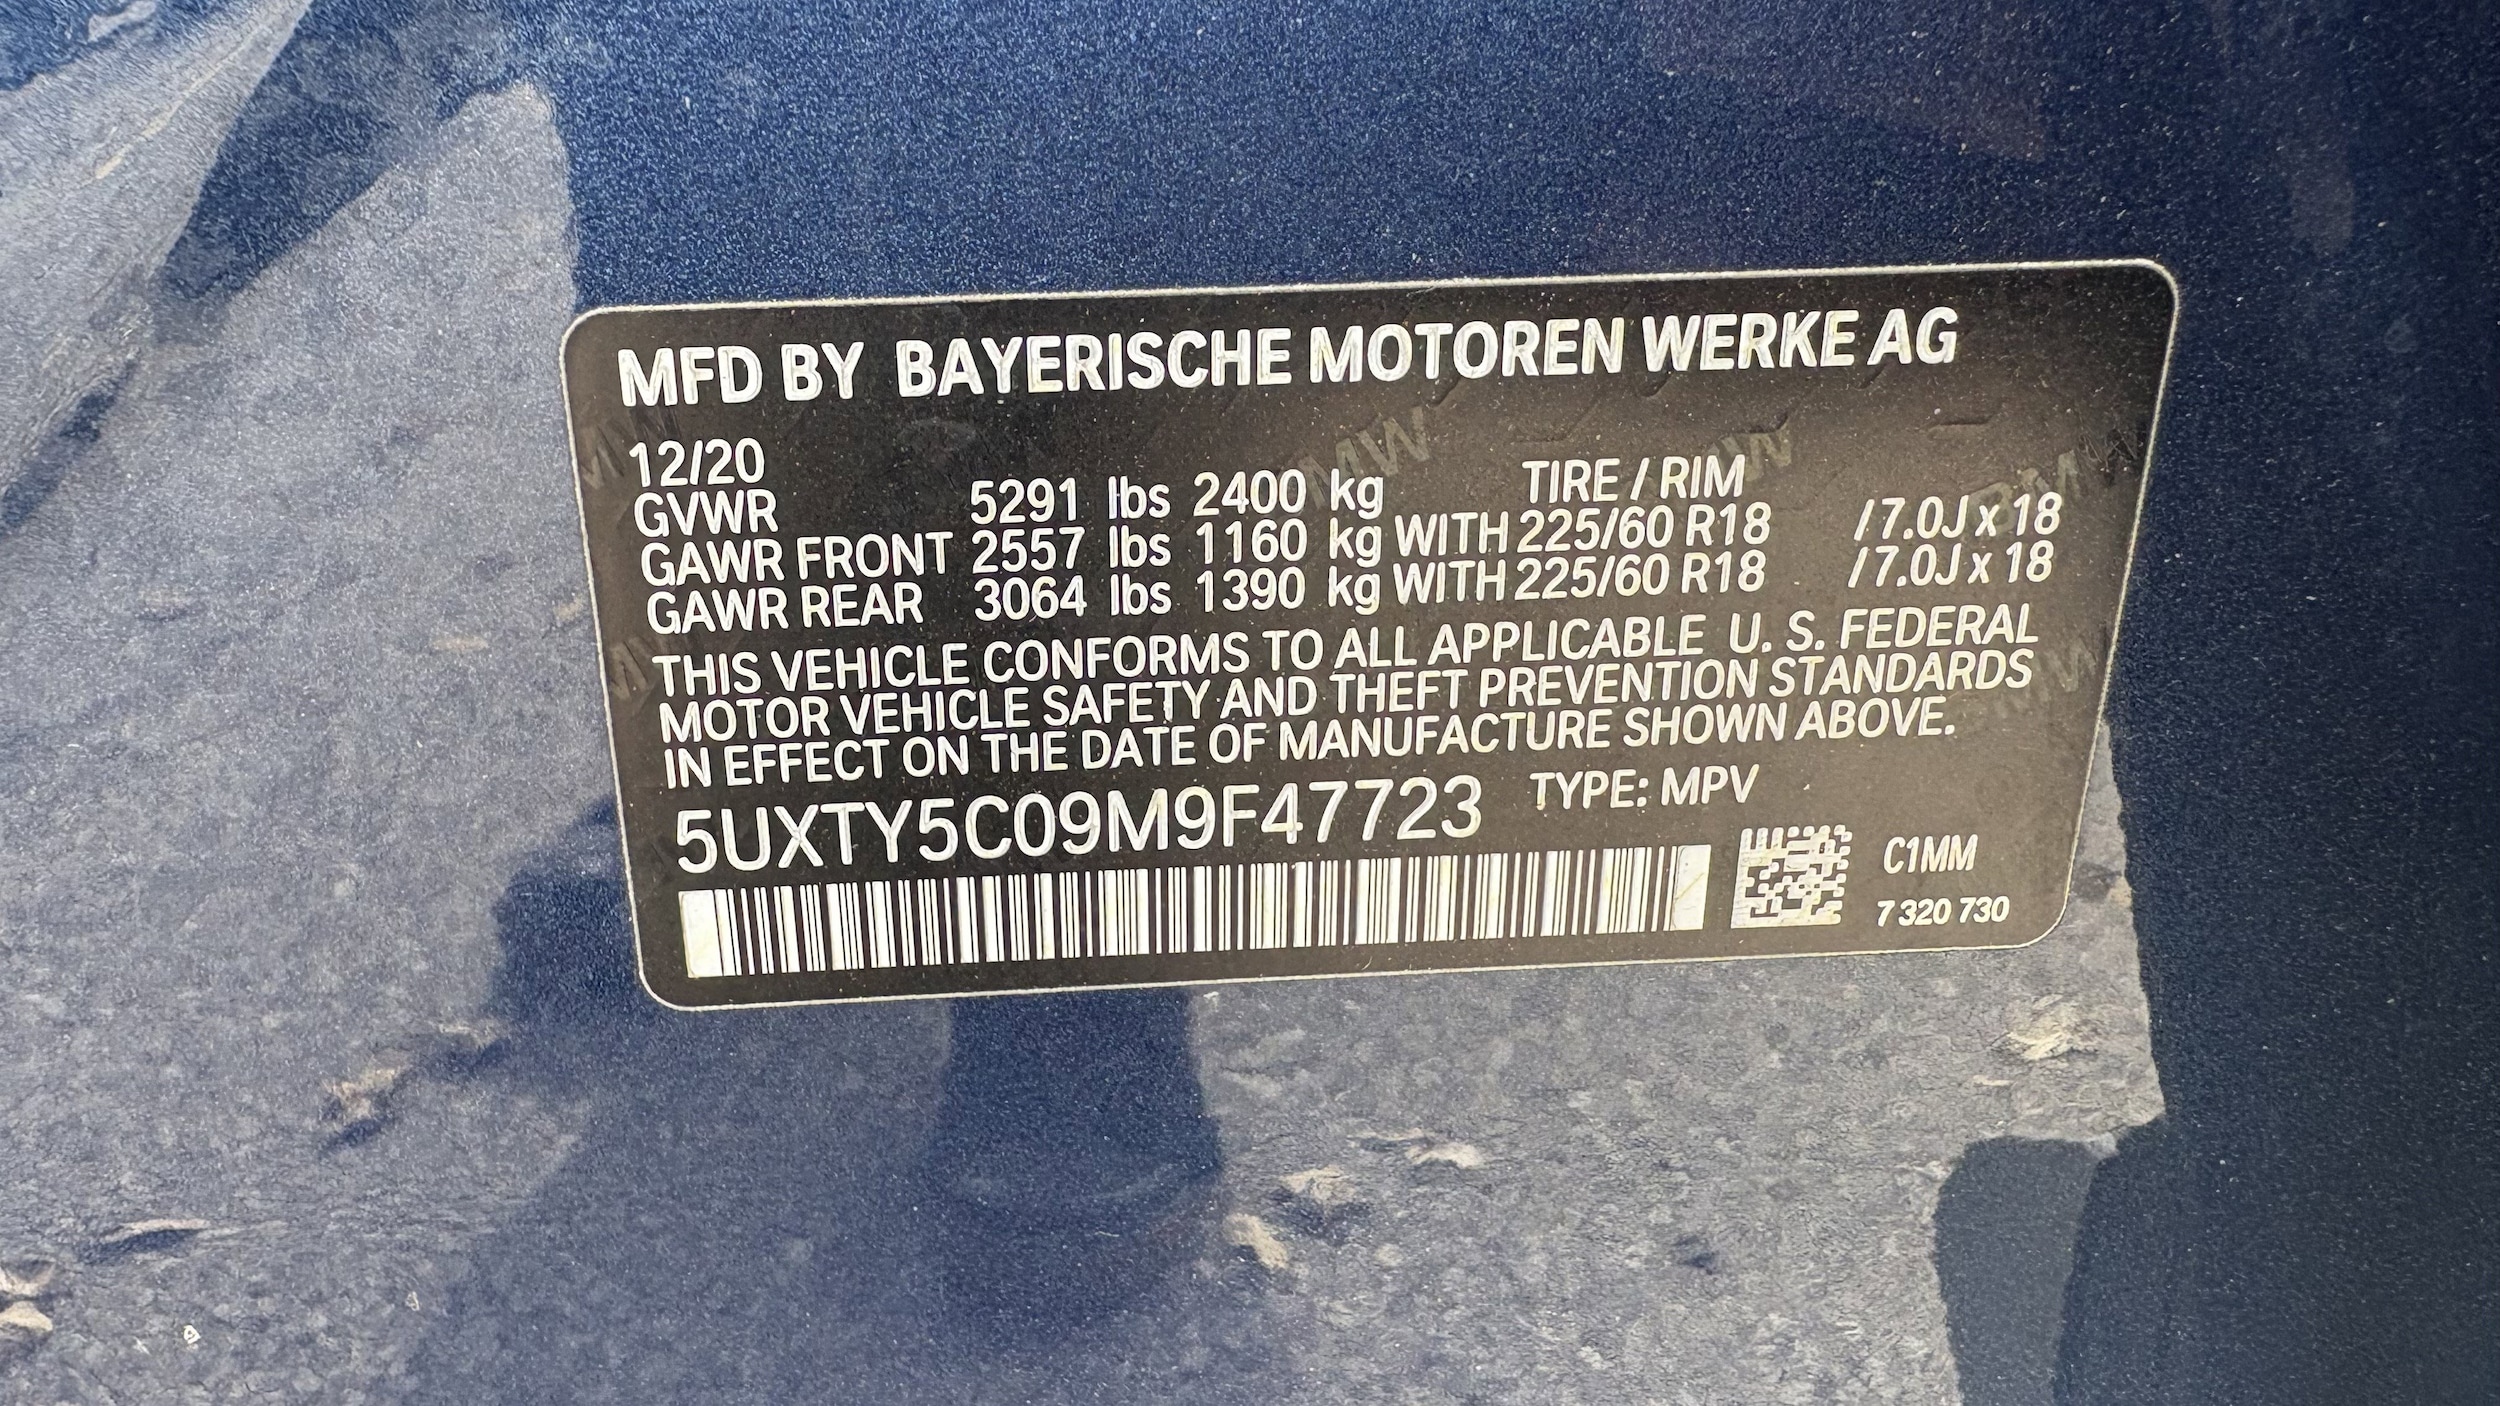 MFD BY BAYERISCHE MOTOREN WERKE AG
12/20
GVWR 5291 lbs 2400 kg TIRE / RIM
GAWR FRONT 2557 lbs 1160 kg WITH 225/60 R18 / 7.0J x 18
GAWR REAR 3064 lbs 1390 kg WITH 225/60 R18 / 7.0J x 18
THIS VEHICLE CONFORMS TO ALL APPLICABLE U. S. FEDERAL
MOTOR VEHICLE SAFETY AND THEFT PREVENTION STANDARDS
IN EFFECT ON THE DATE OF MANUFACTURE SHOWN ABOVE.
5UXTY5C09M9F47723 TYPE: MPV
C1MM
7 320 730